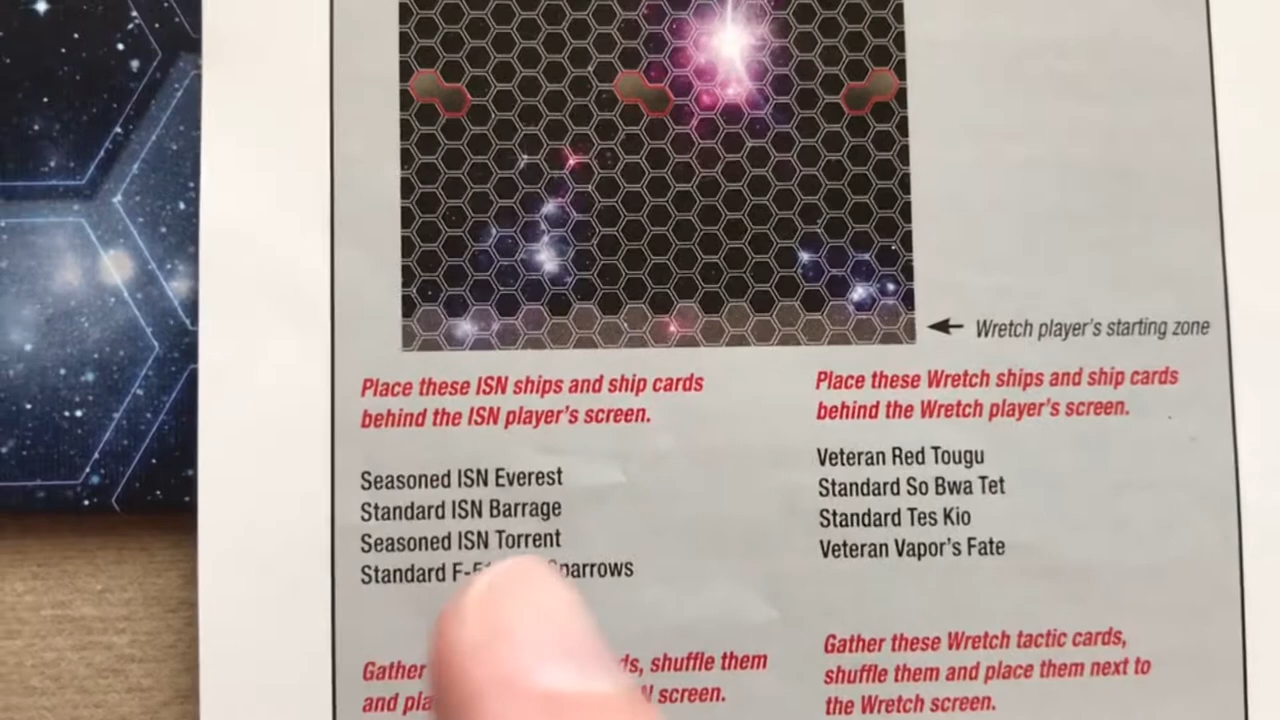 Wretch player's starting zone
Place these ISN ships and ship cards
behind the ISN player's screen.
Seasoned ISN Everest
Standard ISN Barrage
Seasoned ISN Torrent
Standard F-
parrows
Gather
ds, shuffle them
and pla
screen.
Place these Wretch ships and ship cards
behind the Wretch player's screen.
Veteran Red Tougu
Standard So Bwa Tet
Standard Tes Kio
Veteran Vapor's Fate
Gather these Wretch tactic cards,
shuffle them and place them next to
the Wretch screen.